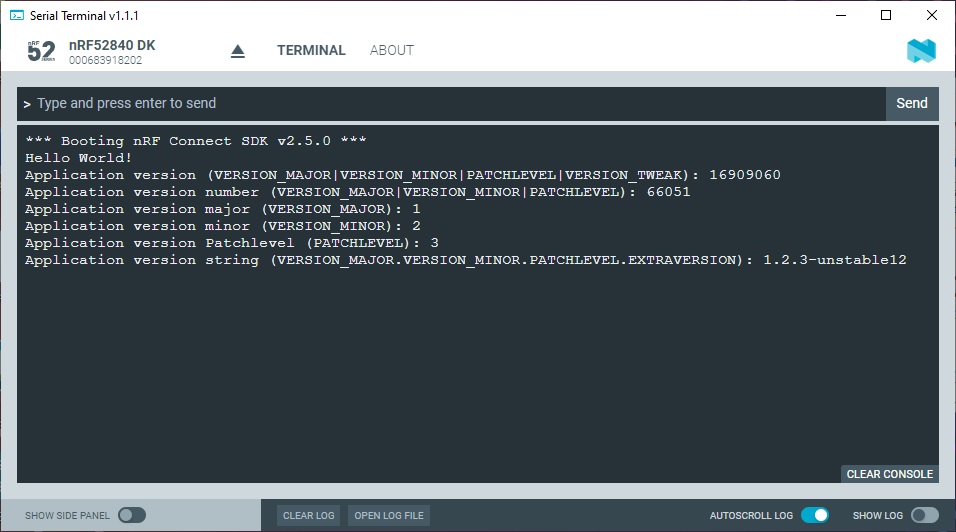 Serial Terminal v1.1.1
nRF
52
SERIES
nRF52840 DK
000683918202
TERMINAL
ABOUT
> Type and press enter to send
Send
*** Booting nRF Connect SDK v2.5.0 ***
Hello World!
Application version (VERSION_MAJOR|VERSION_MINOR|PATCHLEVEL|VERSION_TWEAK): 16909060
Application version number (VERSION_MAJOR|VERSION_MINOR|PATCHLEVEL): 66051
Application version major (VERSION_MAJOR): 1
Application version minor (VERSION_MINOR): 2
Application version Patchlevel (PATCHLEVEL): 3
Application version string (VERSION_MAJOR.VERSION_MINOR.PATCHLEVEL.EXTRAVERSION): 1.2.3-unstable12
CLEAR CONSOLE
SHOW SIDE PANEL
CLEAR LOG
OPEN LOG FILE
AUTOSCROLL LOG
SHOW LOG